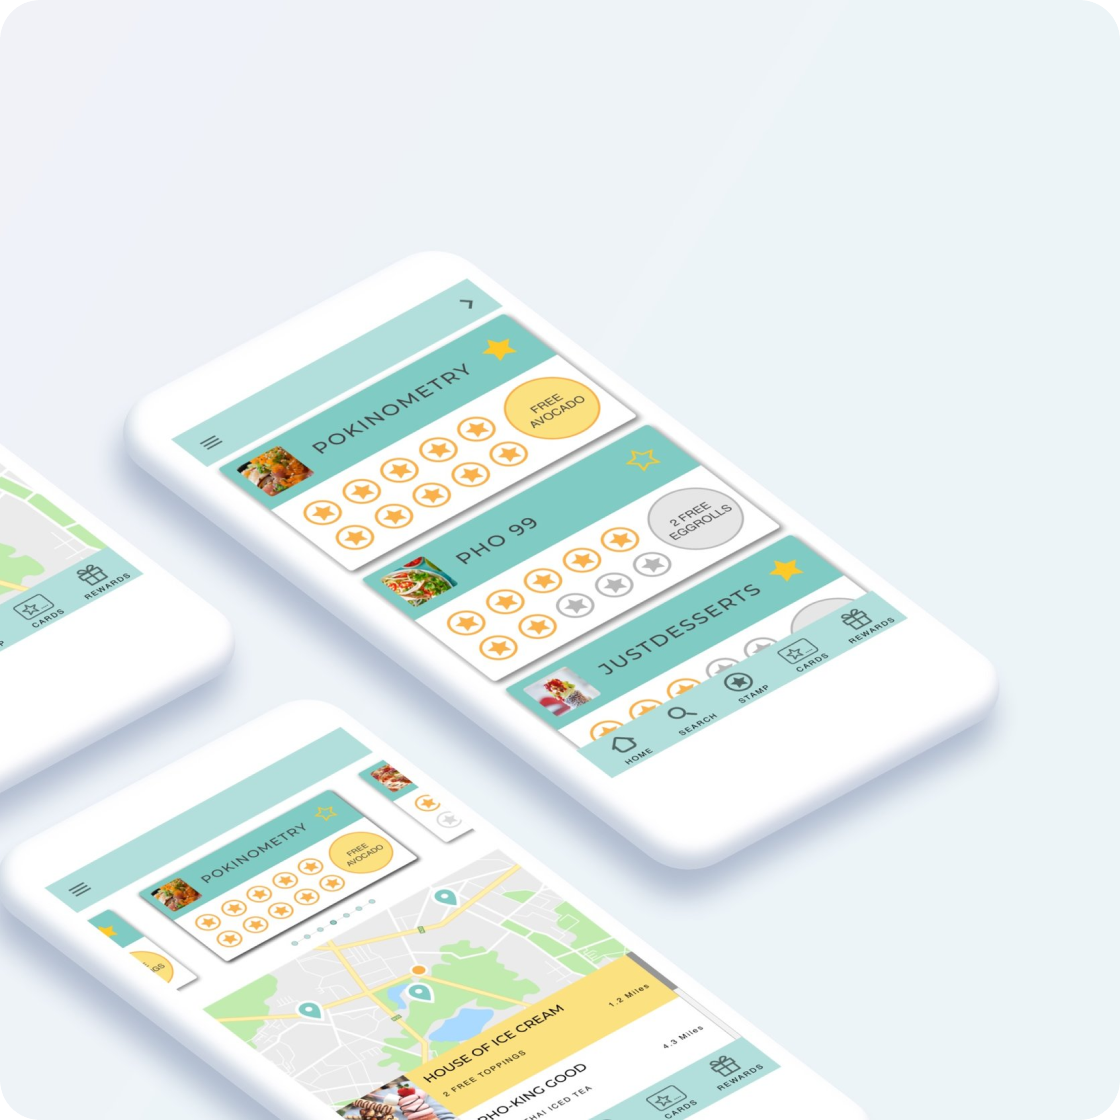 POKINOMETRY
FREE
AVOCADO
PHO 99
2 FREE
EGGROLLS
JUSTDESSERTS
HOME
SEARCH
STAMP
CARDS
REWARDS
CARDS
REWARDS
POKINOMETRY
FREE
AVOCADO
HOUSE OF ICE CREAM
1.2 Miles
2 FREE TOPPINGS
PHO-KING GOOD
4.3 Miles
THAI ICED TEA
CARDS
REWARDS